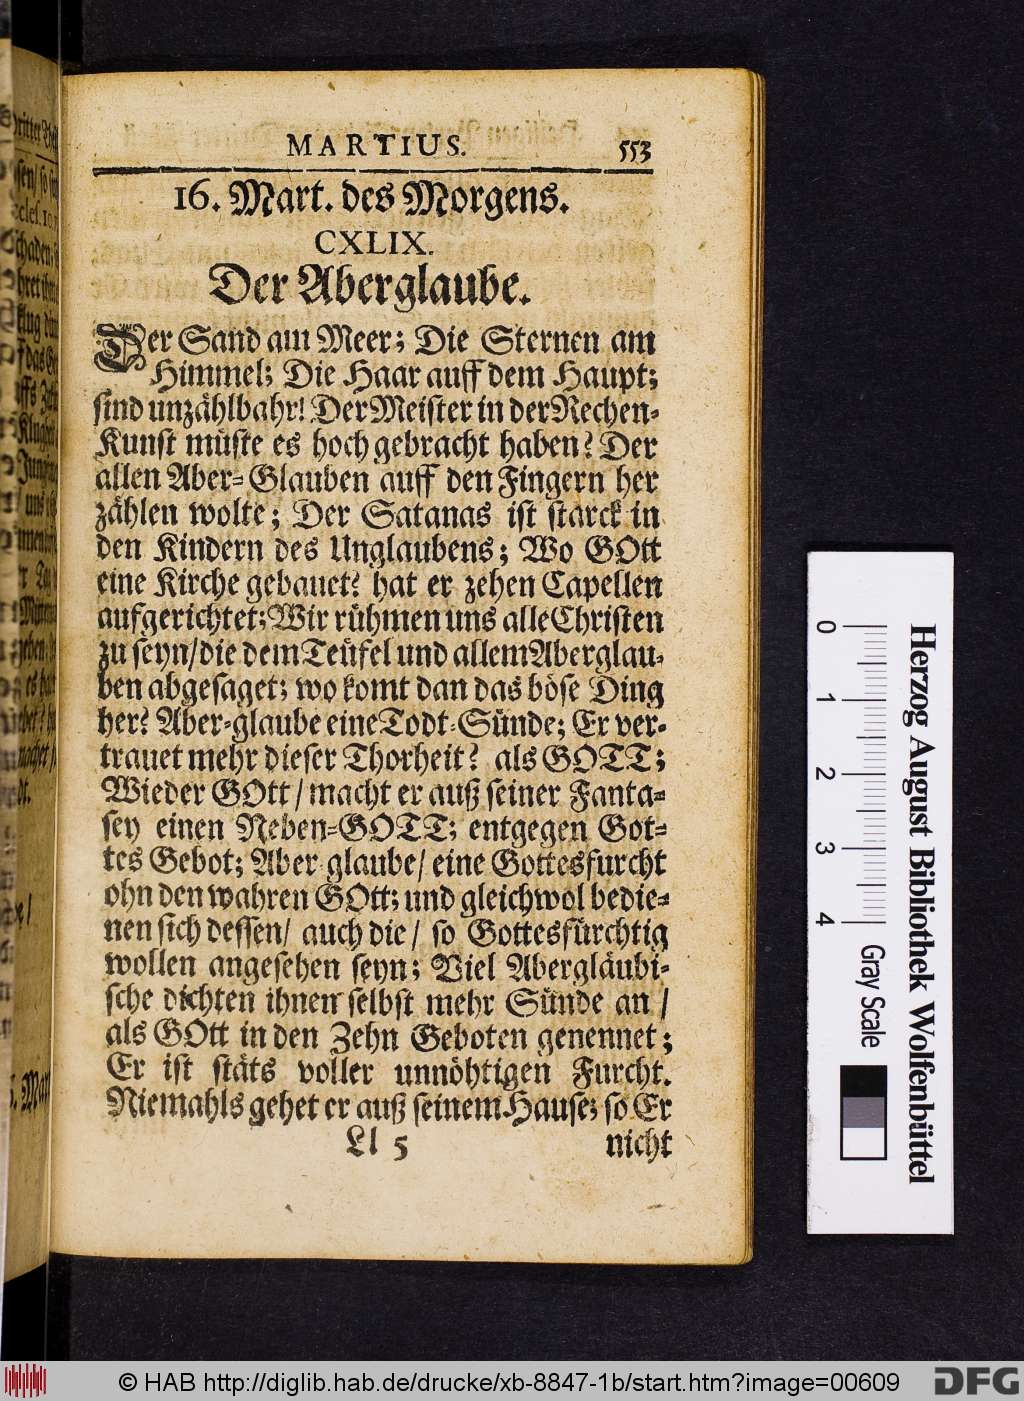 MARTIUS. 553
16. Mart. des Morgens.
CXLIX.
Der Aberglaube.
Der Sand am Meer; Die Sternen am
Himmel; Die Haar auff dem Haupt;
sind unzählbahr! Der Meister in der Rechen-
Kunst müste es hoch gebracht haben? Der
allen Aber-Glauben auff den Fingern her
zählen wolte; Der Satanas ist starck in
den Kindern des Unglaubens; Wo GOtt
eine Kirche gebauet? hat er zehen Capellen
aufgerichtet; Wir rühmen uns alle Christen
zu seyn/ die dem Teüfel und allem Aberglau-
ben abgesaget; wo komt dan das böse Ding
her? Aber-glaube eine Todt-Sünde; Er ver-
trauet mehr dieser Thorheit? als GOTT;
Wieder GOtt/ macht er auß seiner Fanta-
sey einen Neben-GOTT; entgegen Got-
tes Gebot; Aber glaube/ eine Gottesfurcht
ohn den wahren GOtt; und gleichwol bedie-
nen sich dessen/ auch die/ so Gottesfürchtig
wollen angesehen seyn; Viel Abergläubi-
sche dichten ihnen selbst mehr Sünde an/
als GOtt in den Zehn Geboten genennet;
Er ist stäts voller unnöhtigen Furcht.
Niemahls gehet er auß seinem Hause; so Er
Ll 5 nicht
0 1 2 3 4
Gray Scale
Herzog August Bibliothek Wolfenbüttel
© HAB http://diglib.hab.de/drucke/xb-8847-1b/start.htm?image=00609
DFG